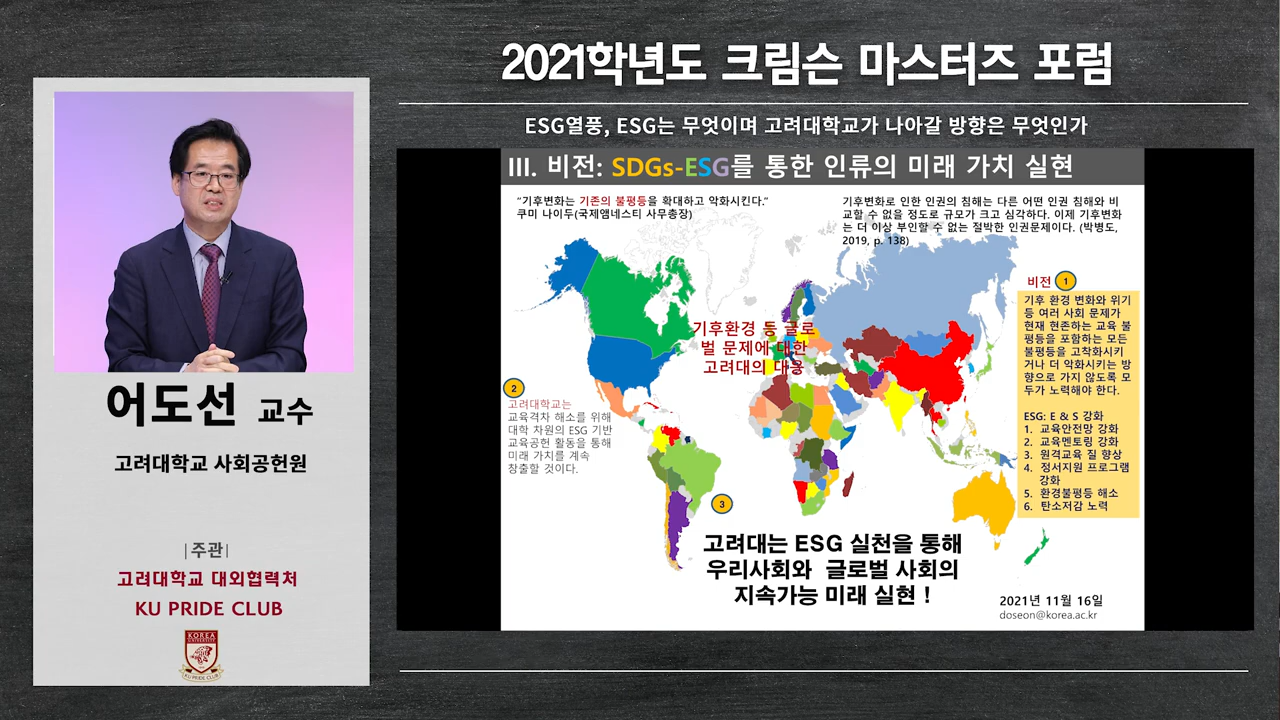 2021학년도 크림슨 마스터즈 포럼
ESG열풍, ESG는 무엇이며 고려대학교가 나아갈 방향은 무엇인가
어도선 교수
고려대학교 사회공헌원
|주관|
고려대학교 대외협력처
KU PRIDE CLUB
KOREA
UNIVERSITY
KU PRIDE CLUB
III. 비전: SDGs-ESG를 통한 인류의 미래 가치 실현
"기후변화는 기존의 불평등을 확대하고 악화시킨다."
쿠미 나이두(국제앰네스티 사무총장)
기후변화로 인한 인권의 침해는 다른 어떤 인권 침해와 비
교할 수 없을 정도로 규모가 크고 심각하다. 이제 기후변화
는 더 이상 부인할 수 없는 절박한 인권문제이다. (박병도,
2019, p. 138)
비전 1
기후 환경 변화와 위기
등 여러 사회 문제가
현재 현존하는 교육 불
평등을 포함하는 모든
불평등을 고착화시키
거나 더 악화시키는 방
향으로 가지 않도록 모
두가 노력해야 한다.
ESG: E & S 강화
1. 교육안전망 강화
2. 교육멘토링 강화
3. 원격교육 질 향상
4. 정서지원 프로그램
강화
5. 환경불평등 해소
6. 탄소저감 노력
기후환경 등 글로
벌 문제에 대한
고려대의 대응
2
고려대학교는
교육격차 해소를 위해
대학 차원의 ESG 기반
교육공헌 활동을 통해
미래 가치를 계속
창출할 것이다.
3
고려대는 ESG 실천을 통해
우리사회와 글로벌 사회의
지속가능 미래 실현 !
2021년 11월 16일
doseon@korea.ac.kr